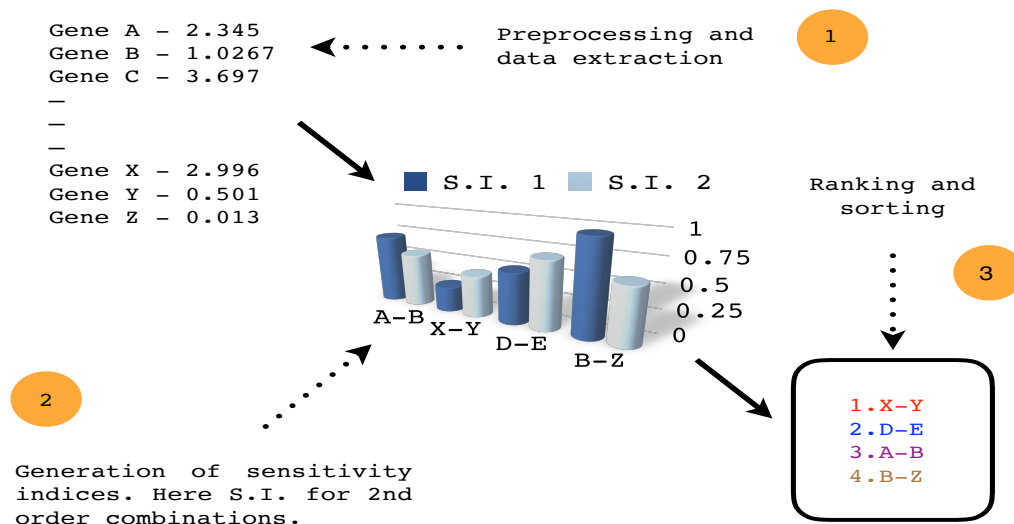 Gene A – 2.345
Gene B – 1.0267
Gene C – 3.697
–
–
–
Gene X – 2.996
Gene Y – 0.501
Gene Z – 0.013
Preprocessing and
data extraction
1
S.I. 1
S.I. 2
1
0.75
0.5
0.25
0
A–B
X–Y
D–E
B–Z
Ranking and
sorting
3
2
Generation of sensitivity
indices. Here S.I. for 2nd
order combinations.
1.X–Y
2.D–E
3.A–B
4.B–Z